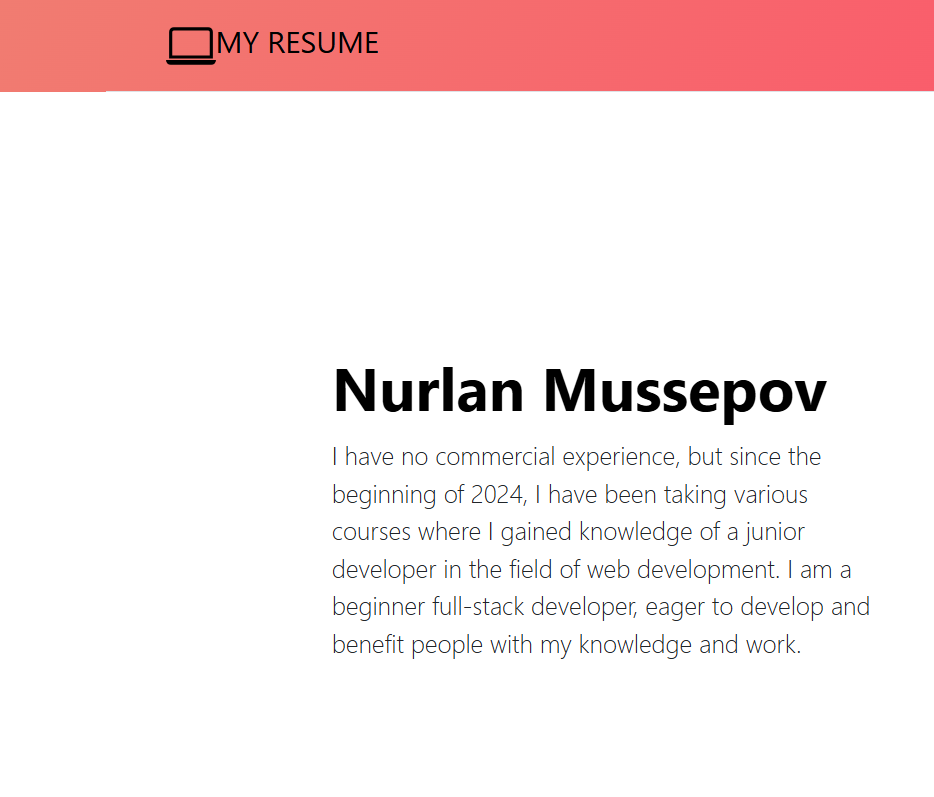 MY RESUME
Nurlan Mussepov
I have no commercial experience, but since the
beginning of 2024, I have been taking various
courses where I gained knowledge of a junior
developer in the field of web development. I am a
beginner full-stack developer, eager to develop and
benefit people with my knowledge and work.